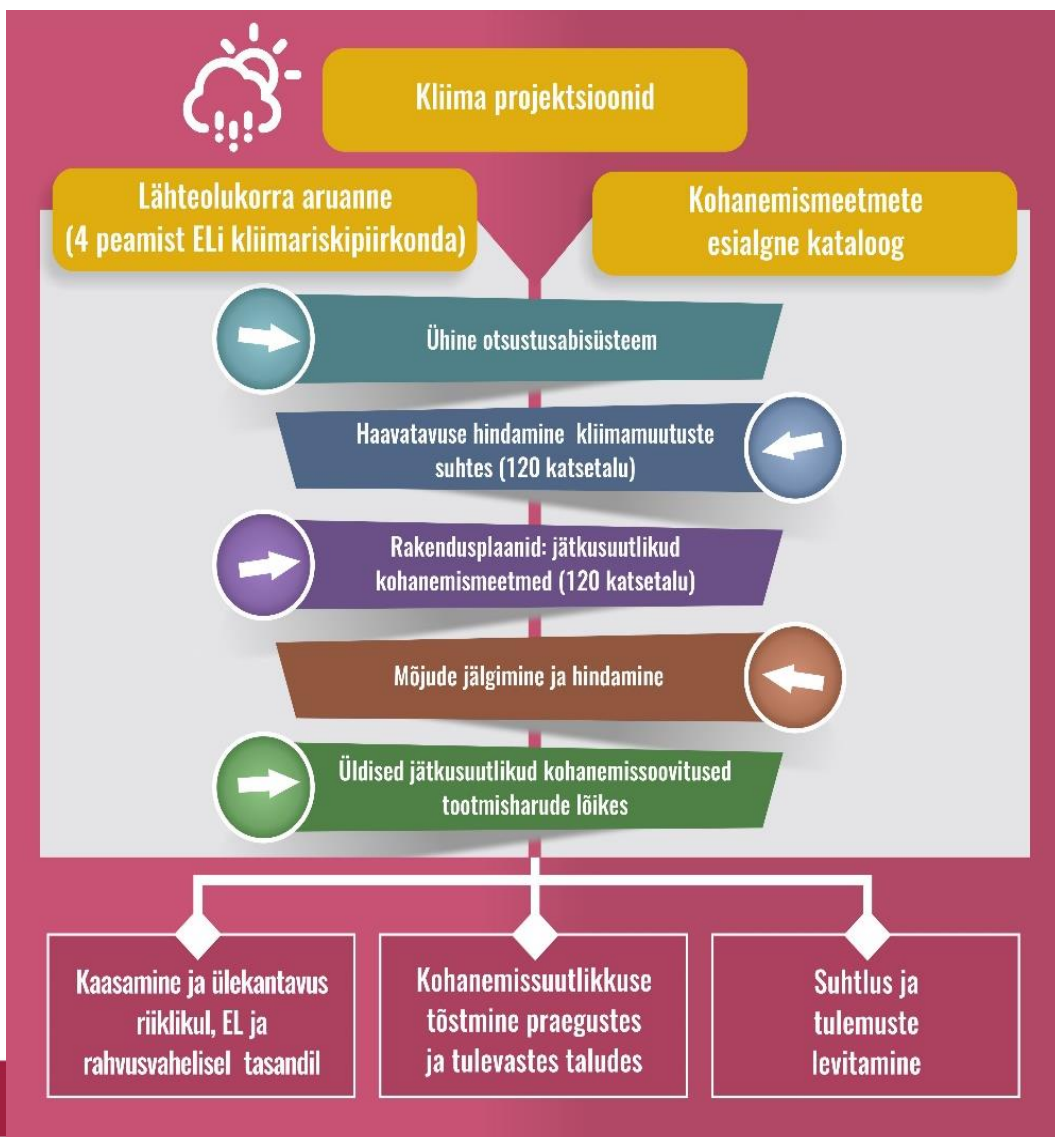 Kliima projektsioonid
Lähteolukorra aruanne
(4 peamist ELi kliimariskipiirkonda)
Kohanemismeetmete
esialgne kataloog
Ühine otsustusabisüsteem
Haavatavuse hindamine kliimamuutuste
suhtes (120 katsetalu)
Rakendusplaanid: jätkusuutlikud
kohanemismeetmed (120 katsetalu)
Mõjude jälgimine ja hindamine
Üldised jätkusuutlikud kohanemissoovitused
tootmisharude lõikes
Kaasamine ja ülekantavus
riiklikul, EL ja
rahvusvahelisel tasandil
Kohanemissuutlikkuse
tõstmine praegustes
ja tulevastes taludes
Suhtlus ja
tulemuste
levitamine